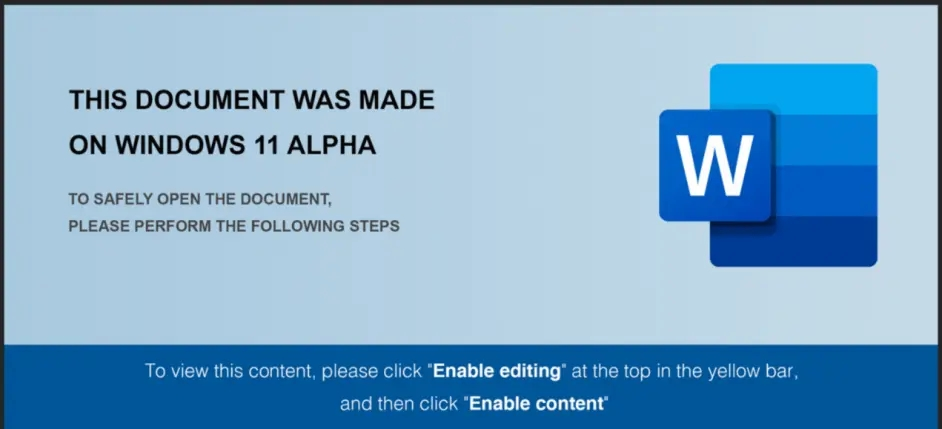 THIS DOCUMENT WAS MADE
ON WINDOWS 11 ALPHA
TO SAFELY OPEN THE DOCUMENT,
PLEASE PERFORM THE FOLLOWING STEPS
W
To view this content, please click "Enable editing" at the top in the yellow bar,
and then click "Enable content"